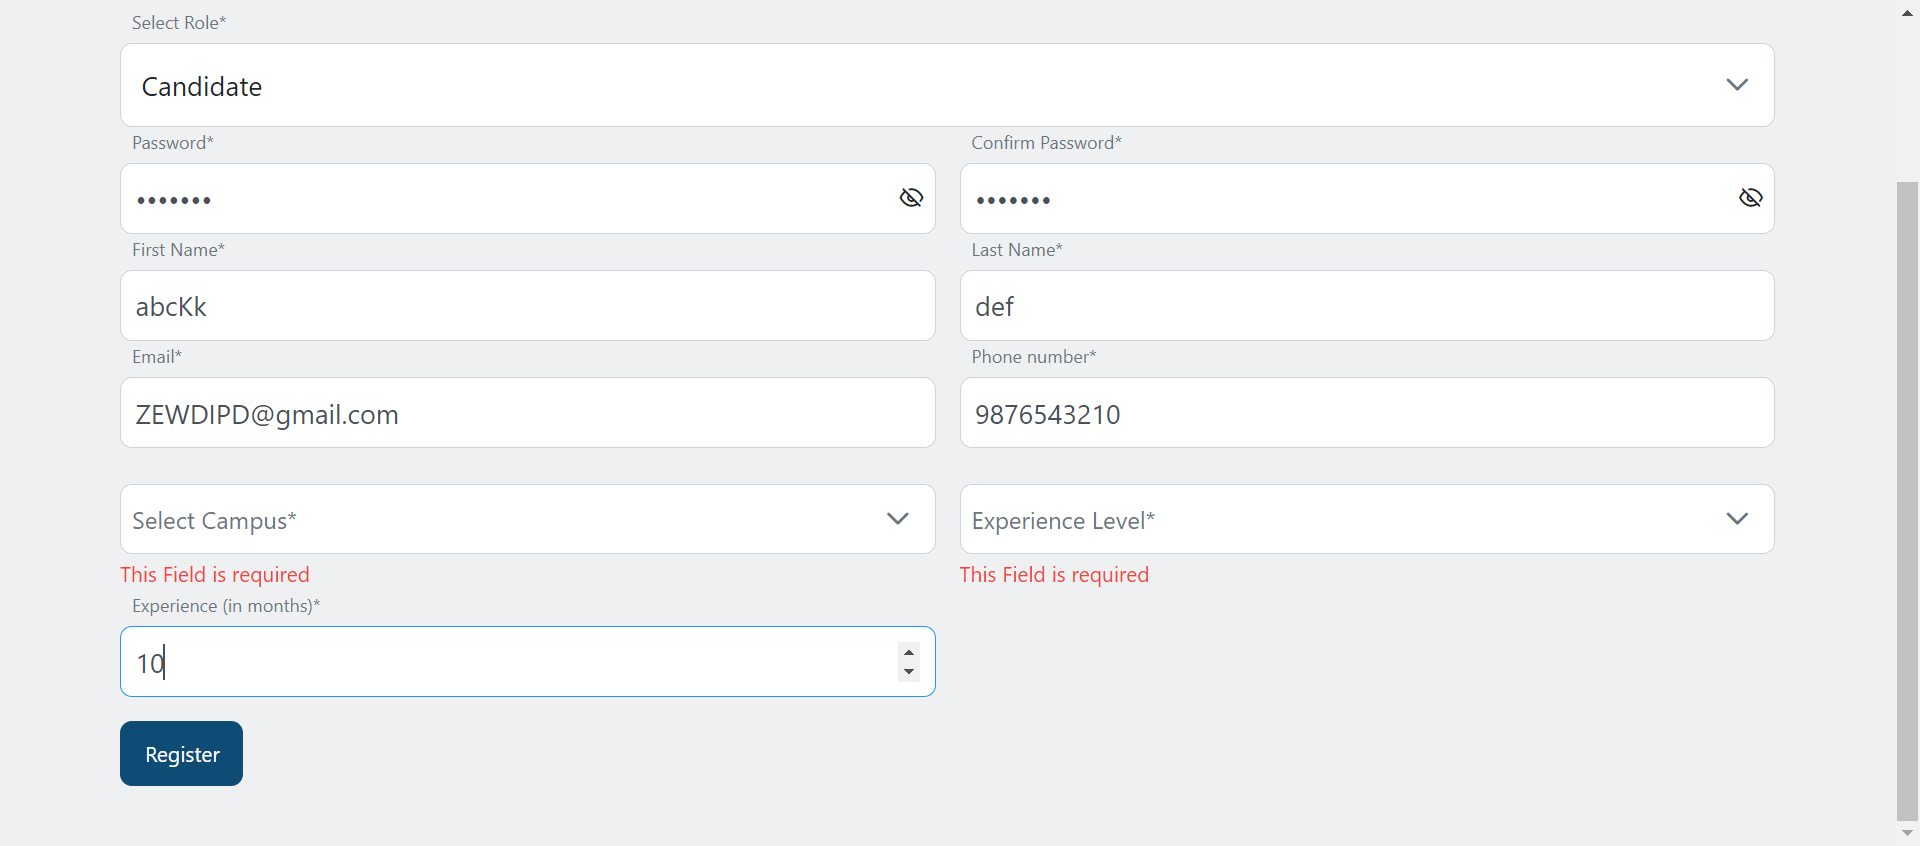 Select Role*
Candidate
Password* Confirm Password*
••••••• •••••••
First Name* Last Name*
abcKk def
Email* Phone number*
ZEWDIPD@gmail.com 9876543210
Select Campus* Experience Level*
This Field is required This Field is required
Experience (in months)*
10
Register